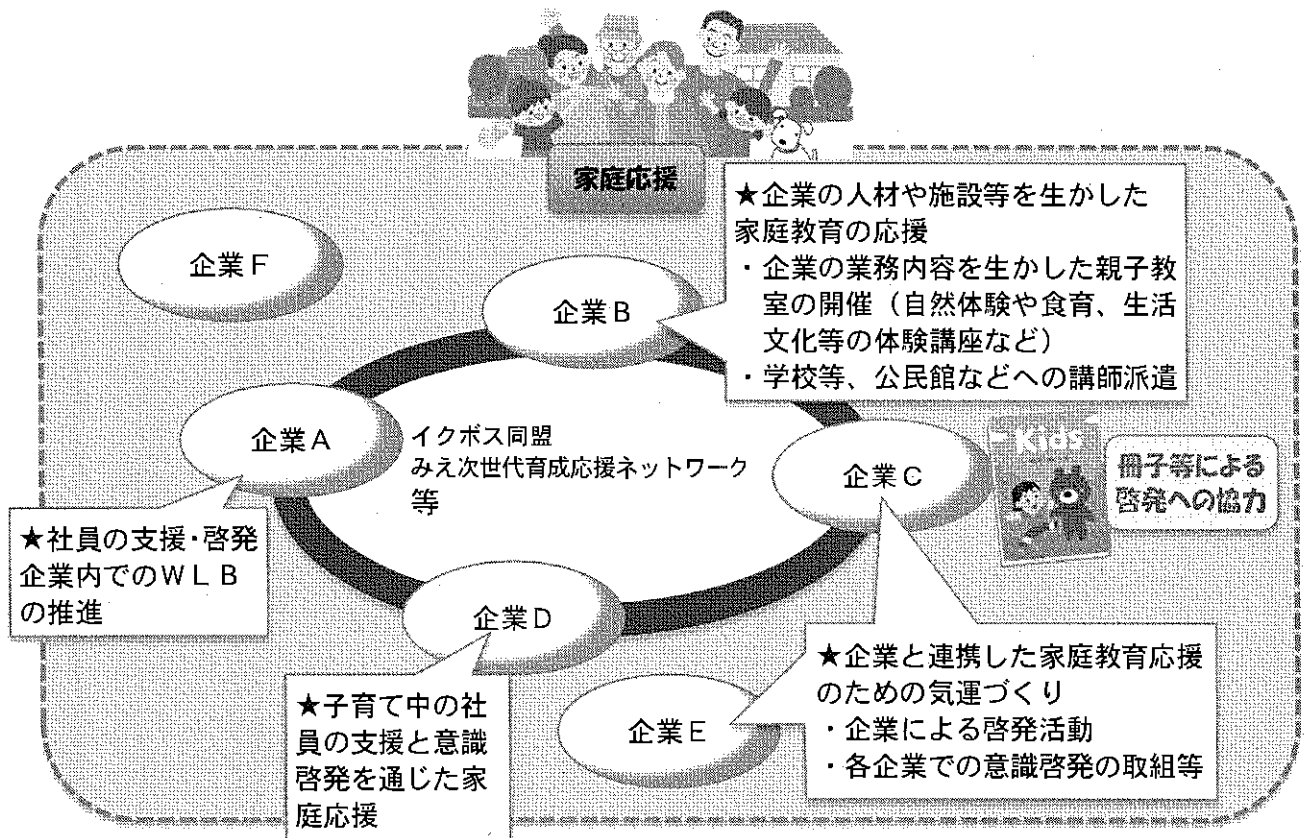 家庭応援
★企業の人材や施設等を生かした
家庭教育の応援
・企業の業務内容を生かした親子教
室の開催（自然体験や食育、生活
文化等の体験講座など）
・学校等、公民館などへの講師派遣
企業F
企業B
企業A
イクボス同盟
みえ次世代育成応援ネットワーク
等
企業C
Kids
冊子等による
啓発への協力
★社員の支援・啓発
企業内でのＷＬＢ
の推進
企業D
★子育て中の社
員の支援と意識
啓発を通じた家
庭応援
企業E
★企業と連携した家庭教育応援
のための気運づくり
・企業による啓発活動
・各企業での意識啓発の取組等